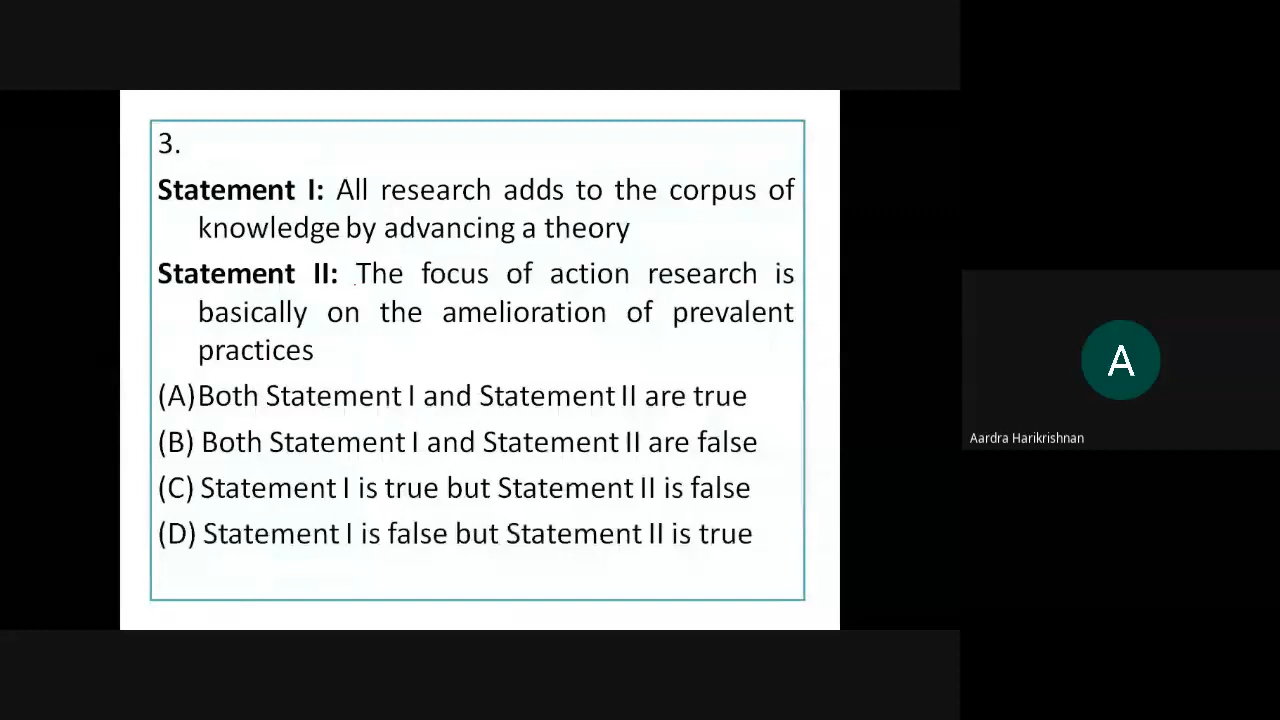 3.
Statement I: All research adds to the corpus of
knowledge by advancing a theory
Statement II: The focus of action research is
basically on the amelioration of prevalent
practices
(A)Both Statement I and Statement II are true
(B) Both Statement I and Statement II are false
(C) Statement I is true but Statement II is false
(D) Statement I is false but Statement II is true
A
Aardra Harikrishnan